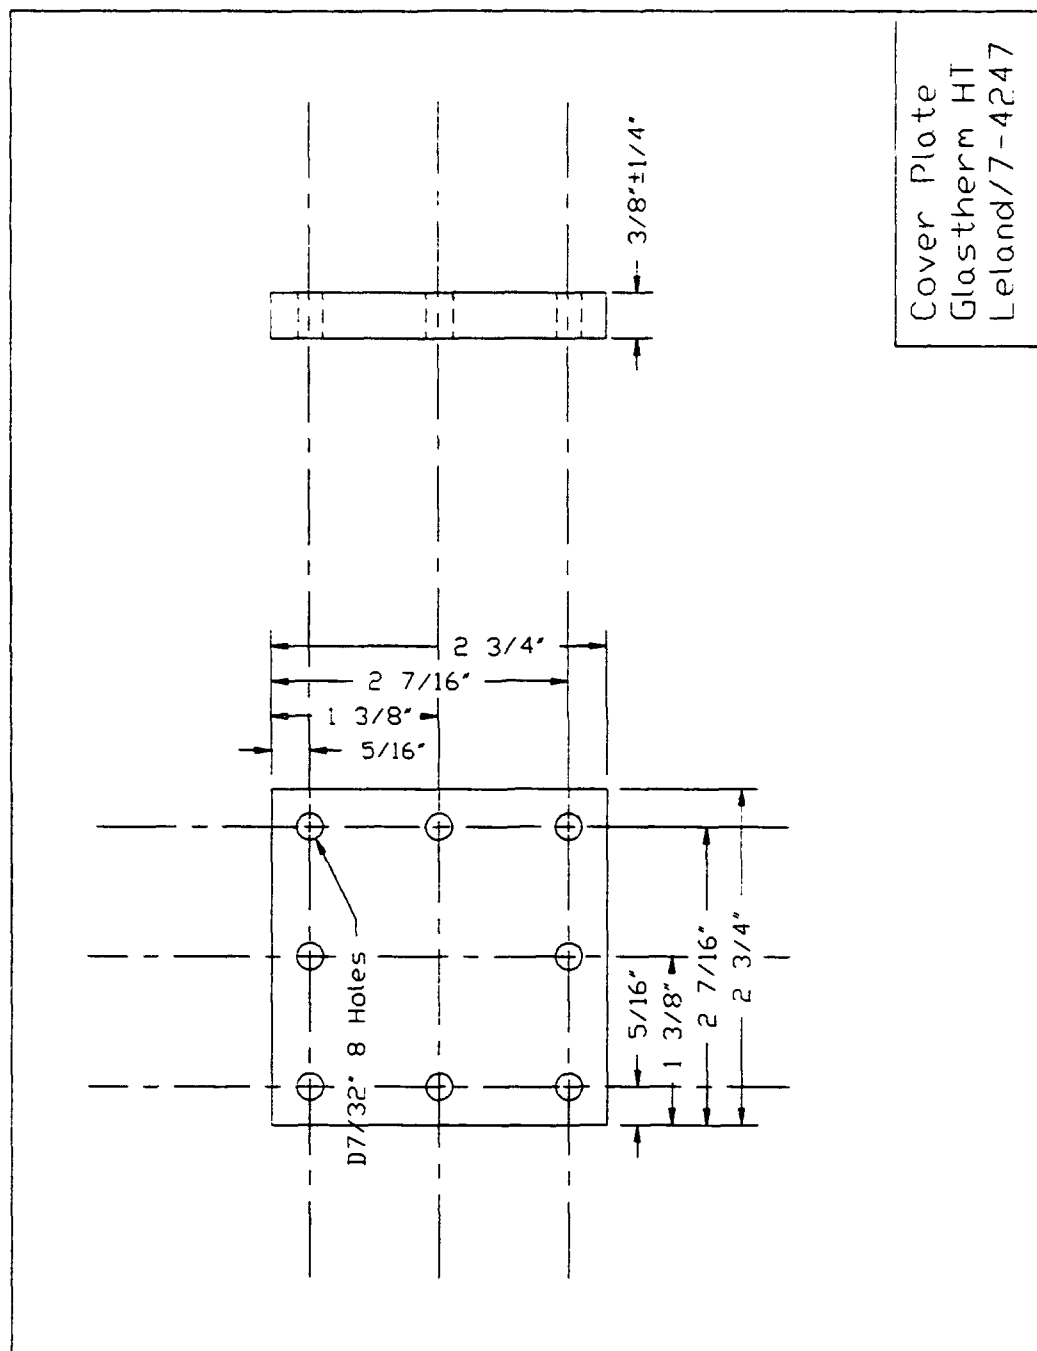 Cover Plate
Glastherm HT
Leland/7-4247
3/8"±1/4"
2 3/4"
2 7/16"
1 3/8"
5/16"
D7/32" 8 Holes
5/16"
1 3/8"
2 7/16"
2 3/4"